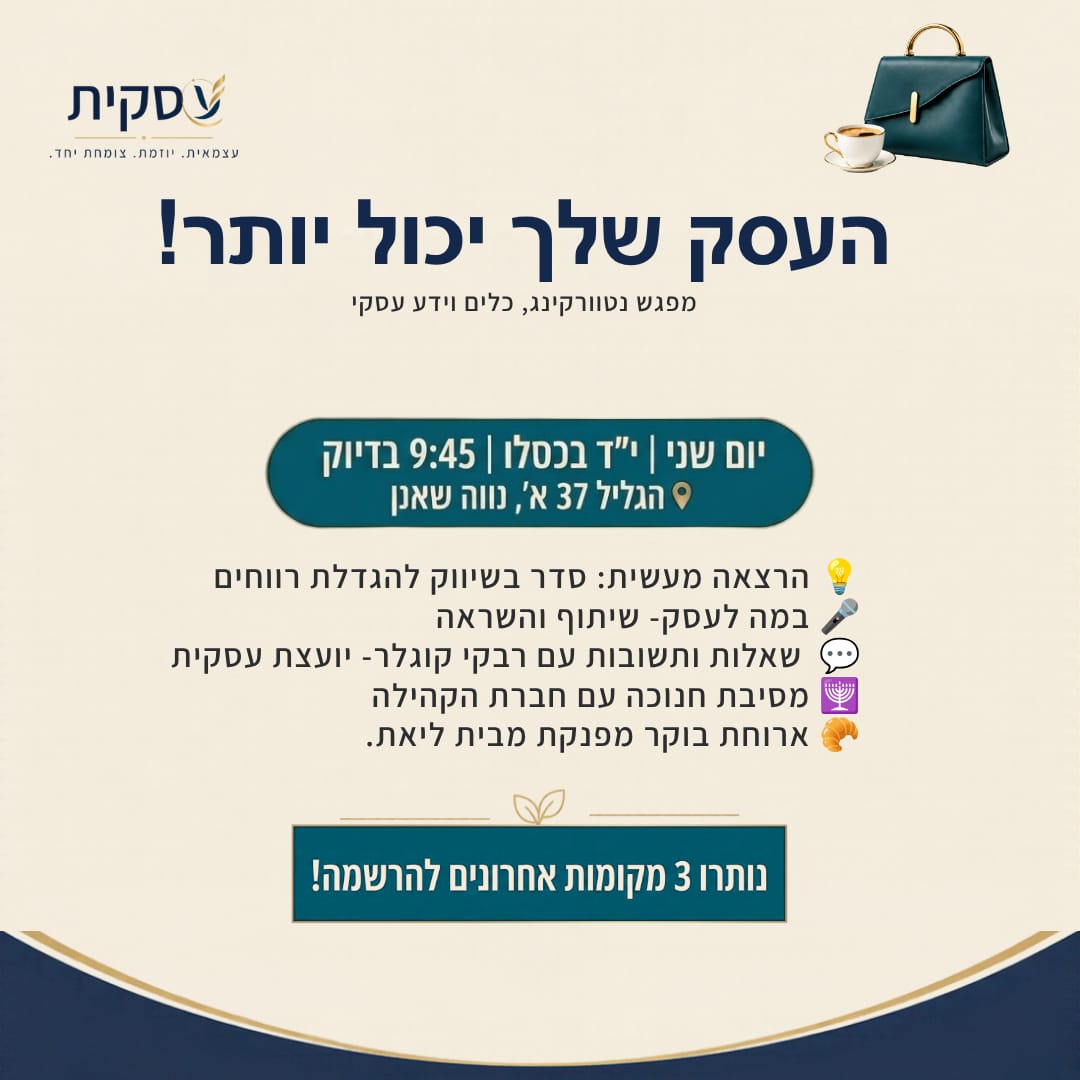 עסקית
עצמאית. יוזמת. צומחת יחד.
העסק שלך יכול יותר!
מפגש נטוורקינג, כלים וידע עסקי
יום שני | י"ד בכסלו | 9:45 בדיוק
הגליל 37 א', נווה שאנן
💡 הרצאה מעשית: סדר בשיווק להגדלת רווחים
🎤 במה לעסק- שיתוף והשראה
💬 שאלות ותשובות עם רבקי קוגלר- יועצת עסקית
🕎 מסיבת חנוכה עם חברת הקהילה
🥐 ארוחת בוקר מפנקת מבית ליאת.
נותרו 3 מקומות אחרונים להרשמה!